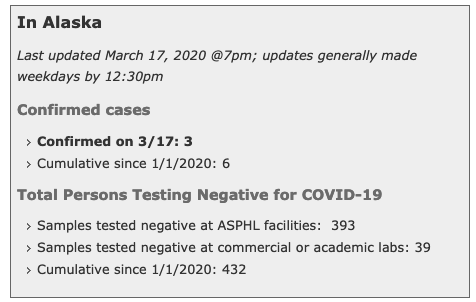 In Alaska
Last updated March 17, 2020 @7pm; updates generally made
weekdays by 12:30pm
Confirmed cases
› Confirmed on 3/17: 3
› Cumulative since 1/1/2020: 6
Total Persons Testing Negative for COVID-19
› Samples tested negative at ASPHL facilities:  393
› Samples tested negative at commercial or academic labs: 39
› Cumulative since 1/1/2020: 432